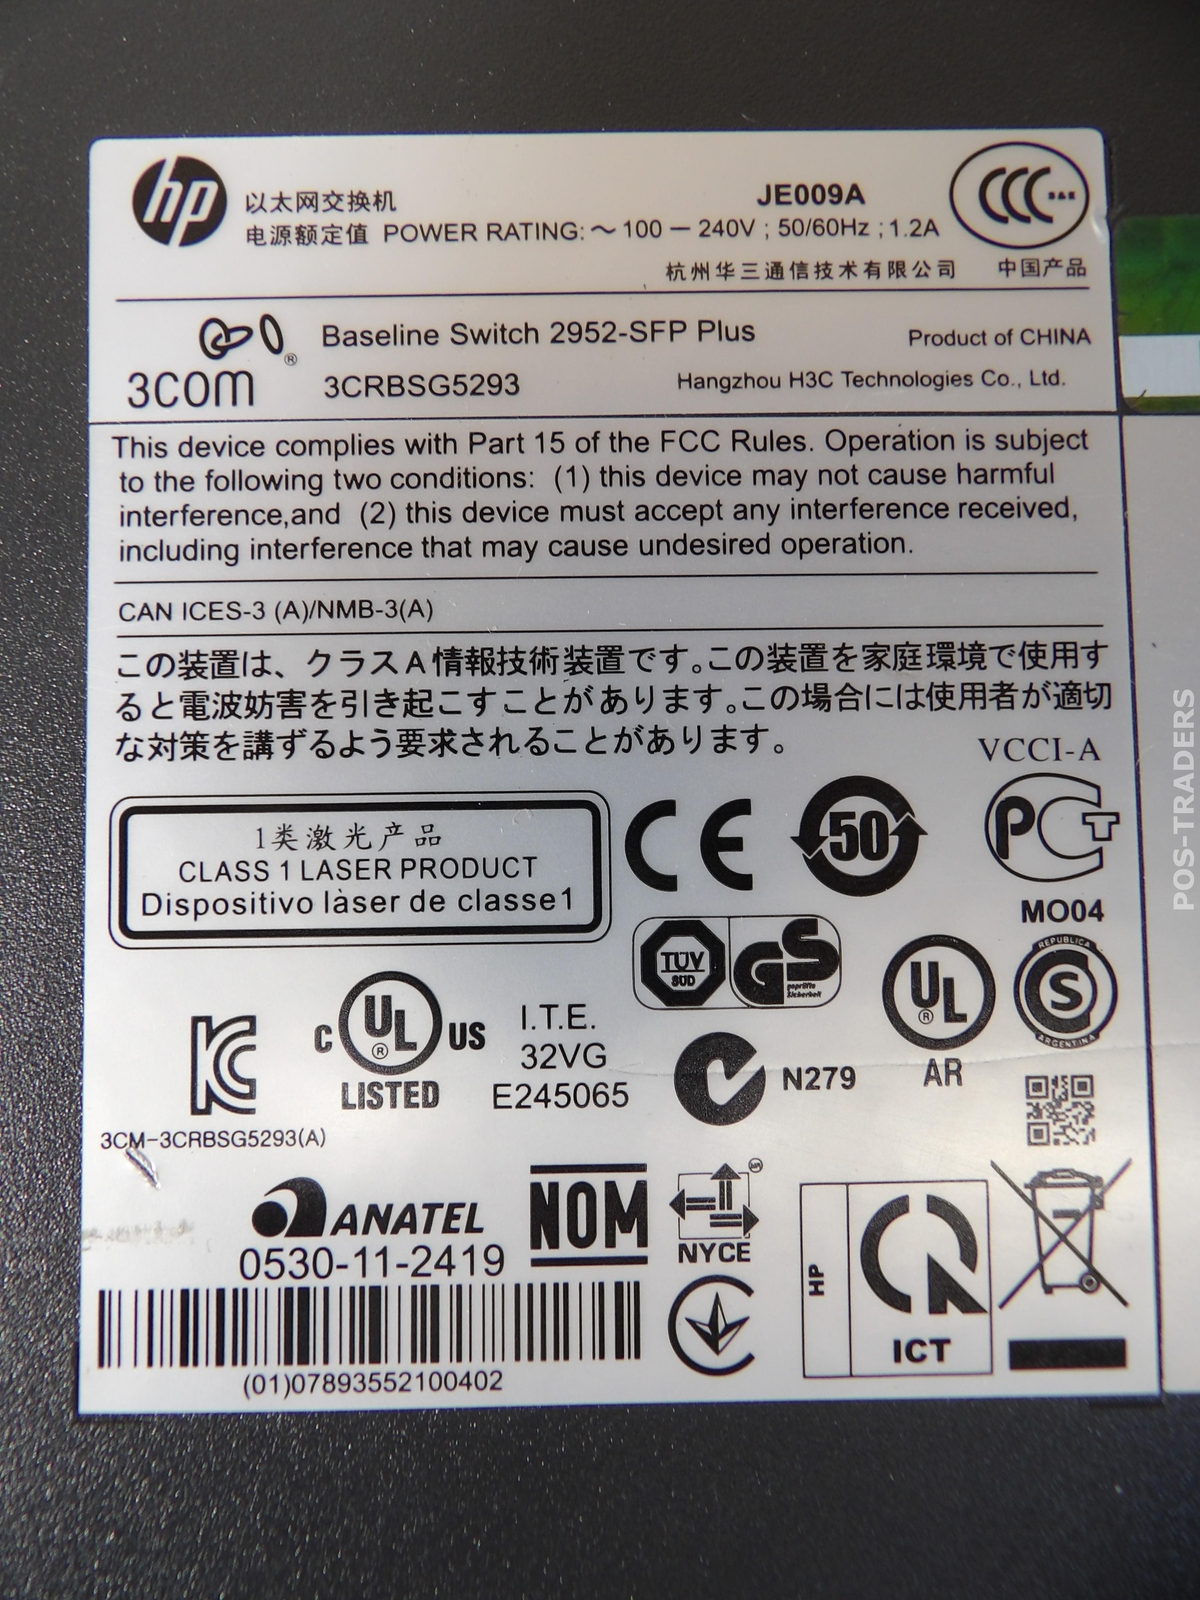 hp
以太网交换机
JE009A
CCC S&E
电源额定值 POWER RATING: ～ 100 — 240V ; 50/60Hz ; 1.2A
杭州华三通信技术有限公司 中国产品
Baseline Switch 2952-SFP Plus
Product of CHINA
3COM ®
3CRBSG5293
Hangzhou H3C Technologies Co., Ltd.
This device complies with Part 15 of the FCC Rules. Operation is subject
to the following two conditions: (1) this device may not cause harmful
interference,and (2) this device must accept any interference received,
including interference that may cause undesired operation.
CAN ICES-3 (A)/NMB-3(A)
この装置は、クラスA情報技術装置です。この装置を家庭環境で使用す
ると電波妨害を引き起こすことがあります。この場合には使用者が適切
な対策を講ずるよう要求されることがあります。
VCCI-A
1类激光产品
CLASS 1 LASER PRODUCT
Dispositivo làser de classe1
CE
50
PCT
MO04
TÜV
SÜD
GS
geprüfte
Sicherheit
UL ®
AR
REPUBLICA
S
ARGENTINA
KC
C UL ® US
LISTED
I.T.E.
32VG
E245065
N279
3CM-3CRBSG5293(A)
ANATEL
0530-11-2419
NOM
NYCE
HP
ICT
(01)07893552100402
POS-TRADERS